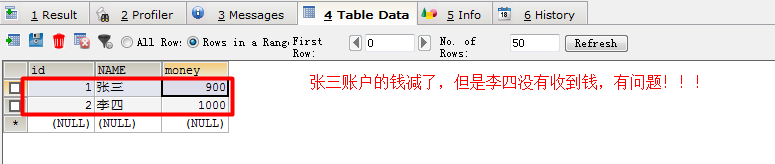 1 Result 2 Profiler 3 Messages 4 Table Data 5 Info 6 History
All Row: Rows in a Rang First Row: 0 No. of Rows: 50 Refresh
id NAME money
1 张三 900
2 李四 1000
* (NULL) (NULL) (NULL)
张三账户的钱减了，但是李四没有收到钱，有问题！！！